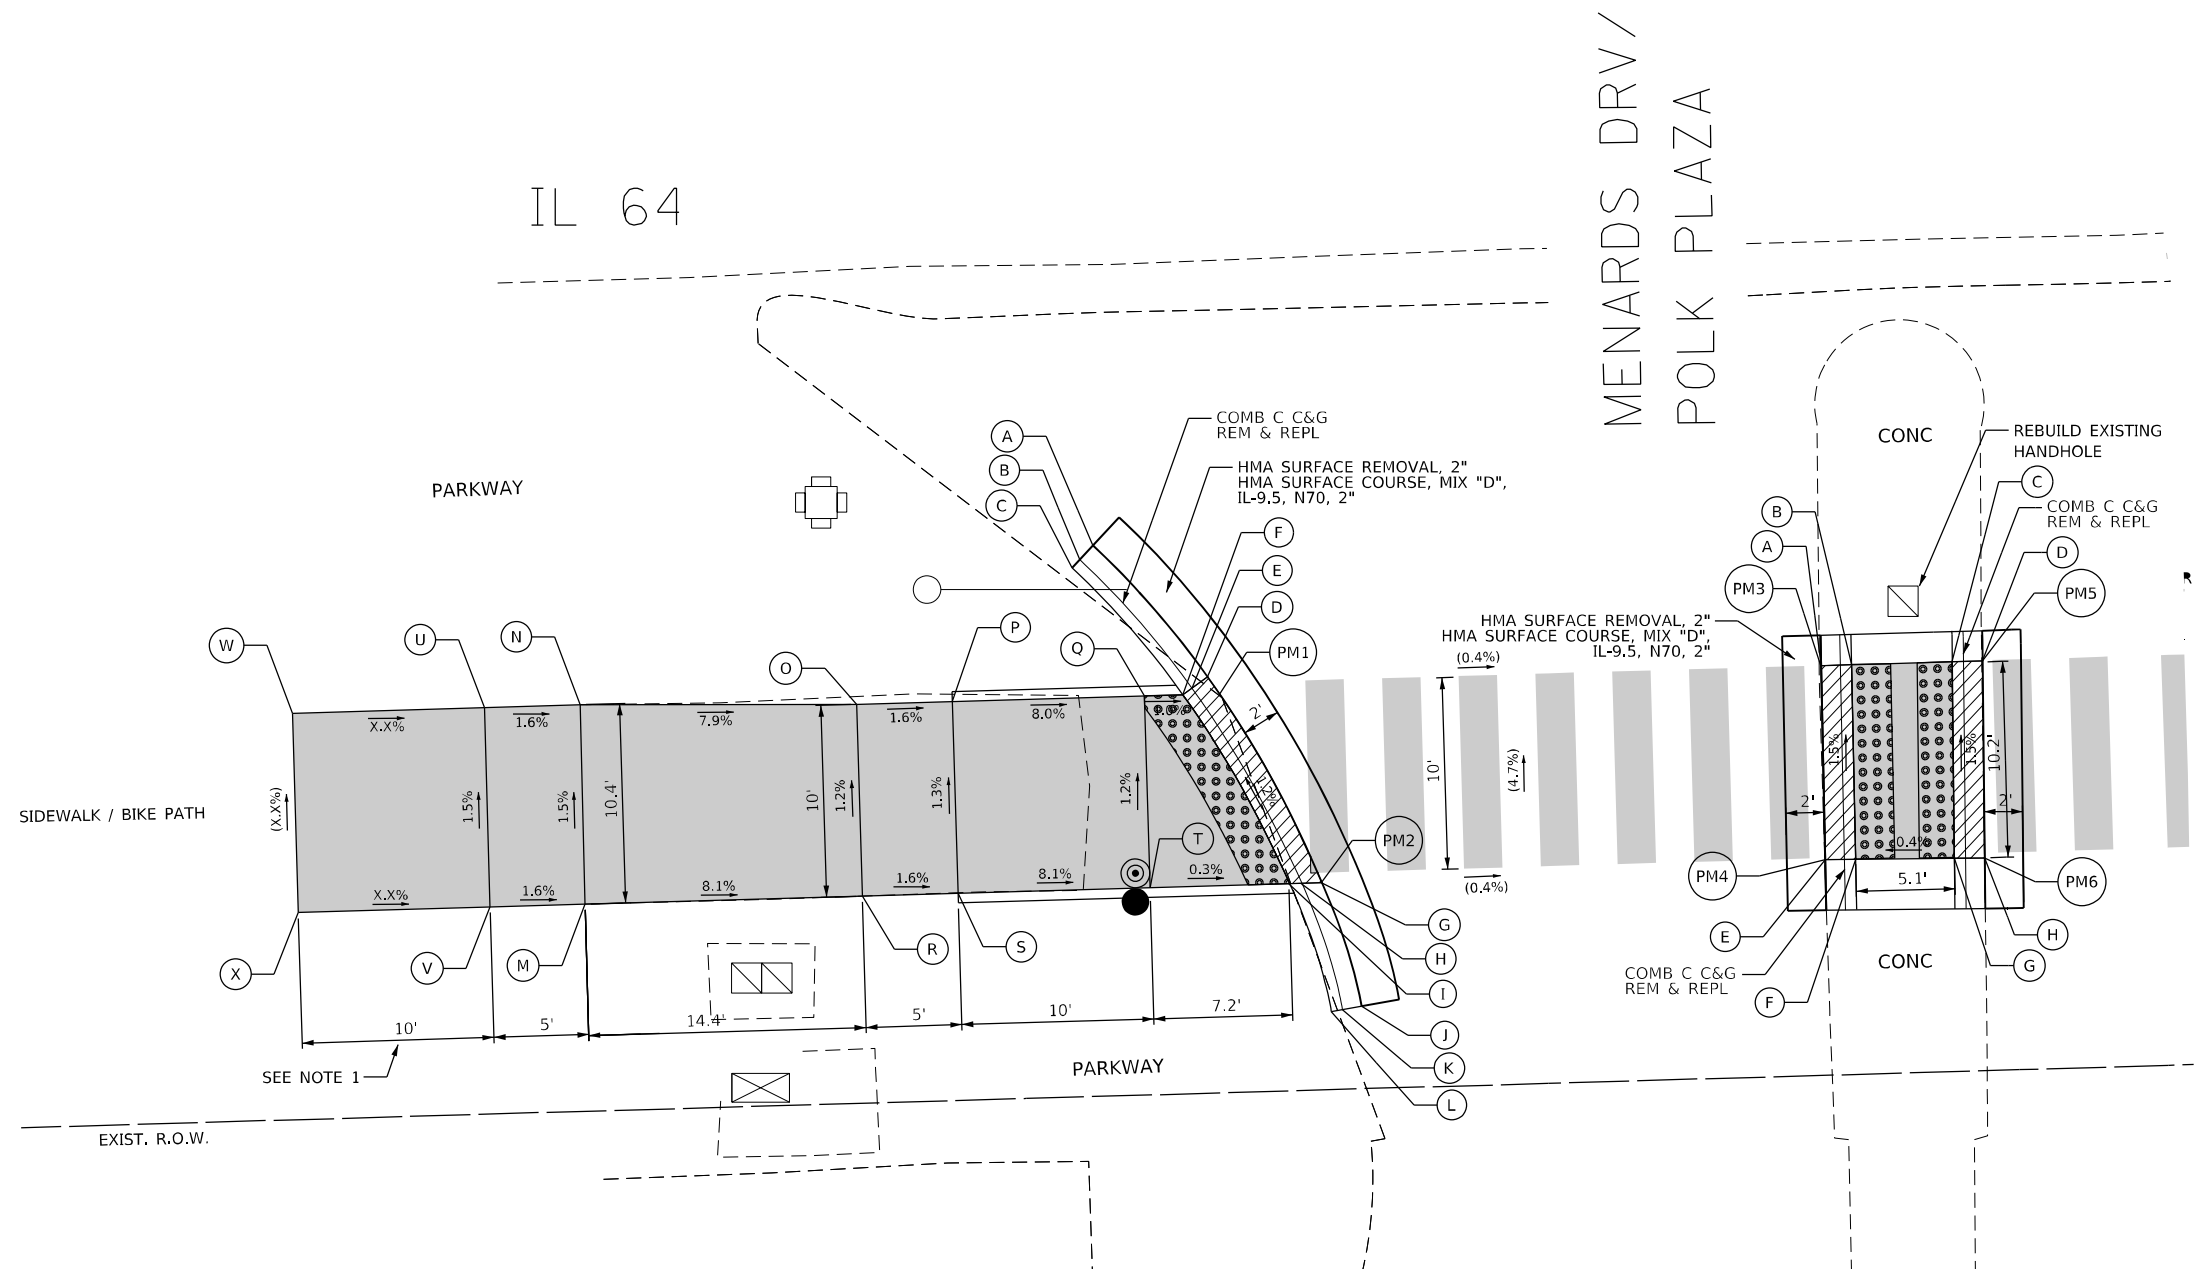 IL 64
MENARDS DRV/
POLK PLAZA
PARKWAY
A
B
C
COMB C C&G
REM & REPL
HMA SURFACE REMOVAL, 2"
HMA SURFACE COURSE, MIX "D",
IL-9.5, N70, 2"
F
E
D
PM1
CONC
REBUILD EXISTING
HANDHOLE
C
COMB C C&G
REM & REPL
B
A
D
PM3
PM5
HMA SURFACE REMOVAL, 2"
HMA SURFACE COURSE, MIX "D",
IL-9.5, N70, 2"
W
U
N
O
P
Q
(0.4%)
X.X%
1.6%
7.9%
1.6%
8.0%
2'
SIDEWALK / BIKE PATH
(X.X%)
1.5%
1.5%
10.4'
10'
1.2%
1.3%
1.2%
1.2%
10'
(4.7%)
1.5%
1.5%
10.2'
2'
2'
T
PM2
0.4%
X.X%
1.6%
8.1%
1.6%
8.1%
0.3%
(0.4%)
PM4
5.1'
PM6
X
V
M
R
S
G
H
I
J
K
L
E
F
G
H
COMB C C&G
REM & REPL
CONC
10'
5'
14.4'
5'
10'
7.2'
SEE NOTE 1
PARKWAY
EXIST. R.O.W.